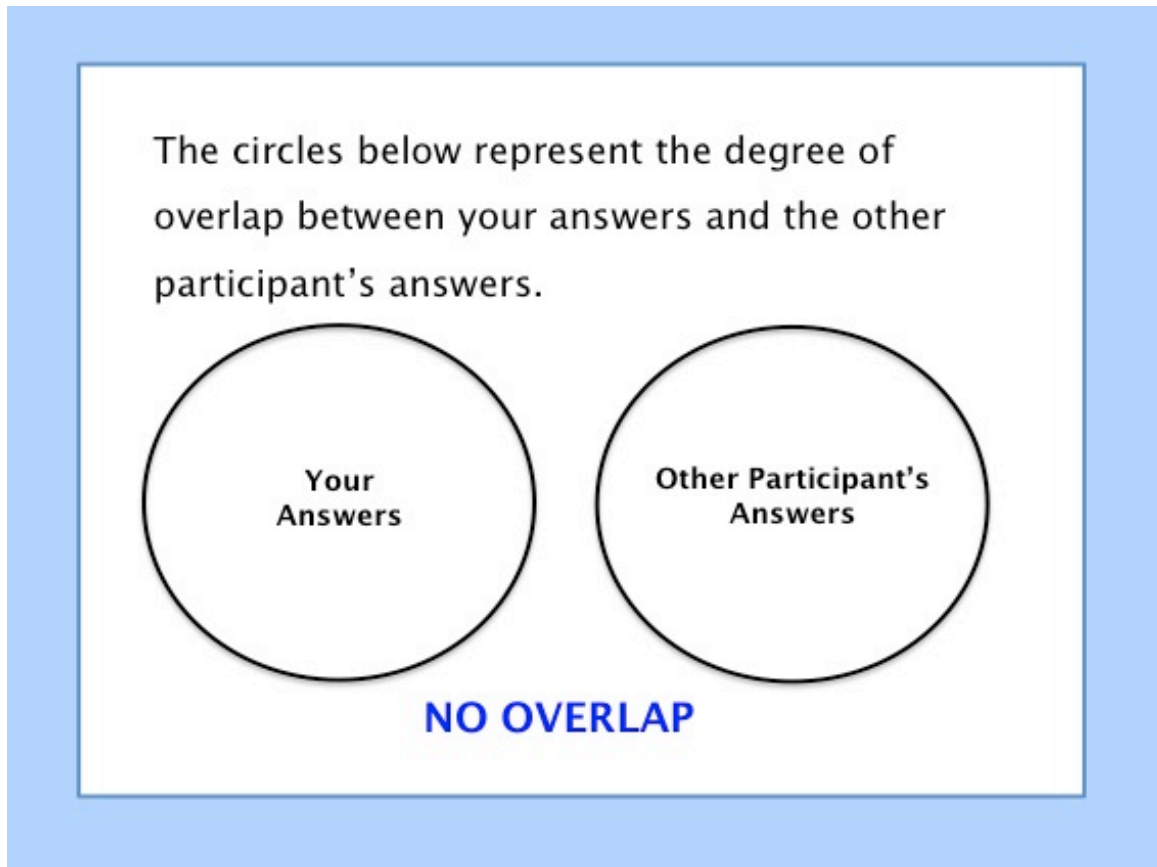 The circles below represent the degree of
overlap between your answers and the other
participant’s answers.
Your
Answers
Other Participant’s
Answers
NO OVERLAP